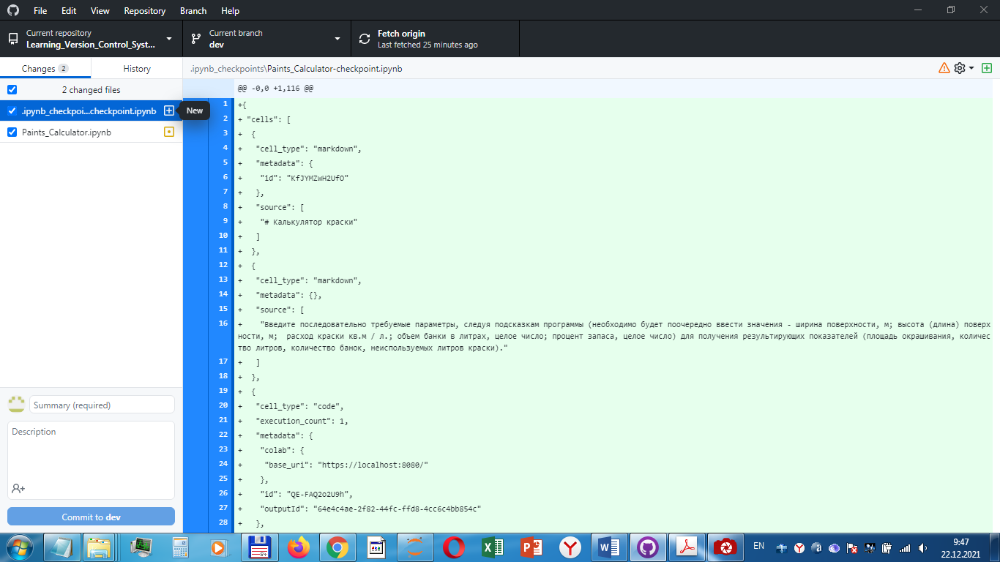 File Edit View Repository Branch Help
Current repository
Learning_Version_Control_Syst...
Current branch
dev
Fetch origin
Last fetched 25 minutes ago
Changes 2
History
.ipynb_checkpoints\Paints_Calculator-checkpoint.ipynb
2 changed files
.ipynb_checkpoi...checkpoint.ipynb
New
Paints_Calculator.ipynb
@@ -0,0 +1,116 @@
1 +{
2 + "cells": [
3 +  {
4 +   "cell_type": "markdown",
5 +   "metadata": {
6 +    "id": "KfJYMZwH2UfO"
7 +   },
8 +   "source": [
9 +    "# Калькулятор краски"
10 +   ]
11 +  },
12 +  {
13 +   "cell_type": "markdown",
14 +   "metadata": {},
15 +   "source": [
16 +    "Введите последовательно требуемые параметры, следуя подсказкам программы (необходимо будет поочередно ввести значения - ширина поверхности, м; высота (длина) поверх
ности, м;  расход краски кв.м / л.; объем банки в литрах, целое число; процент запаса, целое число) для получения результирующих показателей (площадь окрашивания, количес
тво литров, количество банок, неиспользуемых литров краски)."
17 +   ]
18 +  },
19 +  {
20 +   "cell_type": "code",
21 +   "execution_count": 1,
22 +   "metadata": {
23 +    "colab": {
24 +     "base_uri": "https://localhost:8080/"
25 +    },
26 +    "id": "QE-FAQ2o2U9h",
27 +    "outputId": "64e4c4ae-2f82-44fc-ffd8-4cc6c4bb854c"
28 +   },
Summary (required)
Description
Commit to dev
EN
9:47
22.12.2021